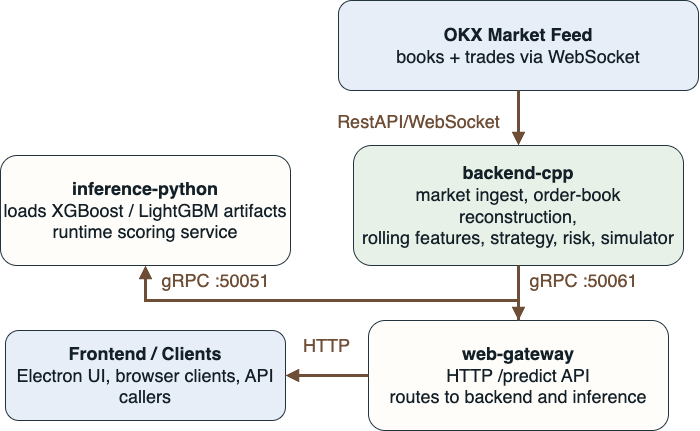 OKX Market Feed
books + trades via WebSocket
RestAPI/WebSocket
backend-cpp
market ingest, order-book
reconstruction,
rolling features, strategy, risk, simulator
inference-python
loads XGBoost / LightGBM artifacts
runtime scoring service
gRPC :50051
gRPC :50061
Frontend / Clients
Electron UI, browser clients, API
callers
HTTP
web-gateway
HTTP /predict API
routes to backend and inference